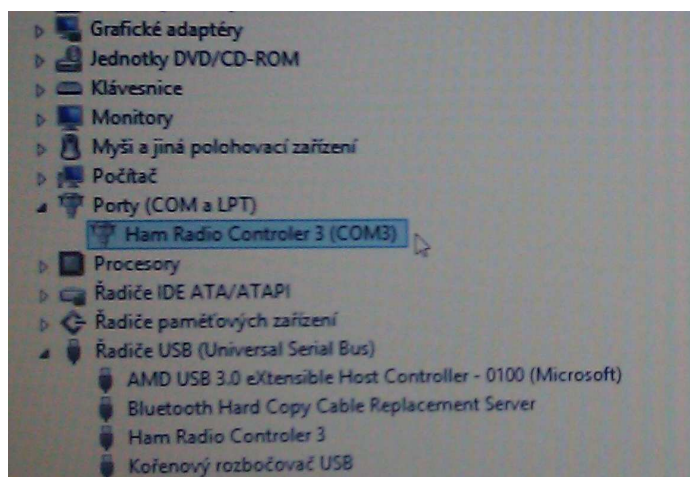 Grafické adaptéry
Jednotky DVD/CD-ROM
Klávesnice
Monitory
Myši a jiná polohovací zařízení
Počítač
Porty (COM a LPT)
Ham Radio Controler 3 (COM3)
Procesory
Řadiče IDE ATA/ATAPI
Řadiče paměťových zařízení
Řadiče USB (Universal Serial Bus)
AMD USB 3.0 eXtensible Host Controller - 0100 (Microsoft)
Bluetooth Hard Copy Cable Replacement Server
Ham Radio Controler 3
Kořenový rozbočovač USB